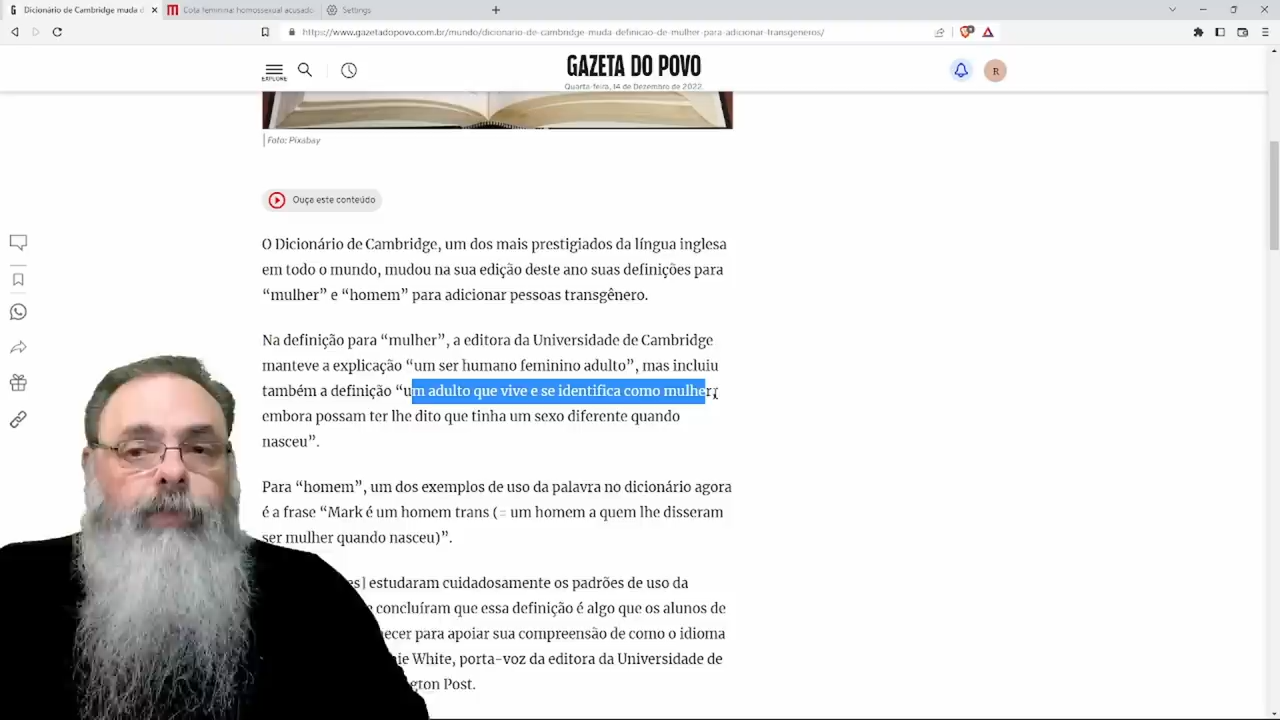 Dicionário de Cambridge muda d
Cota feminina: homossexual acusado
Settings
https://www.gazetadopovo.com.br/mundo/dicionario-de-cambridge-muda-definicao-de-mulher-para-adicionar-transgeneros/
EXPLORE
GAZETA DO POVO
Quarta-feira, 14 de Dezembro de 2022.
R
Foto: Pixabay
Ouça este conteúdo
O Dicionário de Cambridge, um dos mais prestigiados da língua inglesa
em todo o mundo, mudou na sua edição deste ano suas definições para
“mulher” e “homem” para adicionar pessoas transgênero.
Na definição para “mulher”, a editora da Universidade de Cambridge
manteve a explicação “um ser humano feminino adulto”, mas incluiu
também a definição “um adulto que vive e se identifica como mulher,
embora possam ter lhe dito que tinha um sexo diferente quando
nasceu”.
Para “homem”, um dos exemplos de uso da palavra no dicionário agora
é a frase “Mark é um homem trans (= um homem a quem lhe disseram
ser mulher quando nasceu)”.
es] estudaram cuidadosamente os padrões de uso da
e concluíram que essa definição é algo que os alunos de
ecer para apoiar sua compreensão de como o idioma
ie White, porta-voz da editora da Universidade de
gton Post.